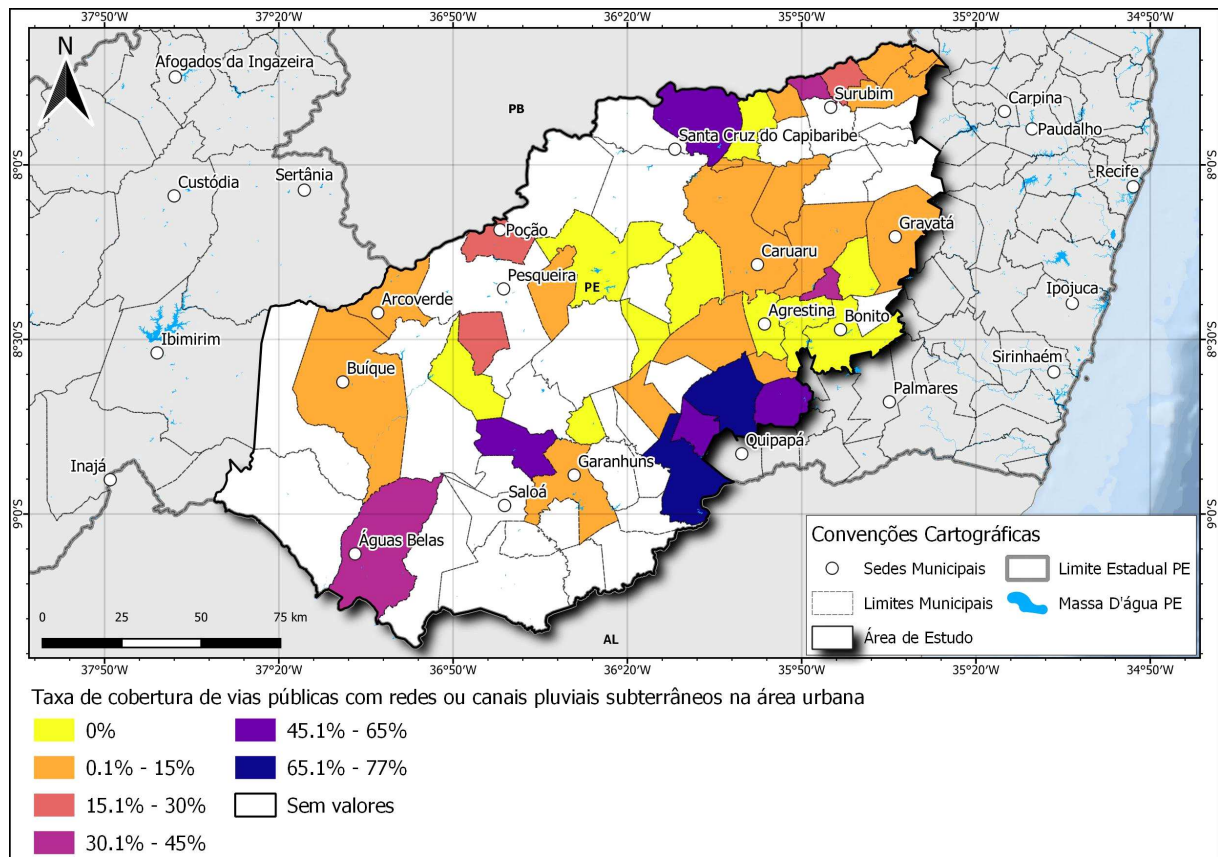 37°50'W 37°20'W 36°50'W 36°20'W 35°50'W 35°20'W 34°50'W
N
Afogados da Ingazeira
Surubim
Carpina
PB
Santa Cruz do Capibaribe
Paudalho
8°0'S
8°0'S
Custódia
Sertânia
Recife
Poção
Gravatá
Caruaru
Pesqueira
PE
Arcoverde
Ipojuca
Agrestina
Bonito
Ibimirim
8°30'S
8°30'S
Buíque
Sirinhaém
Palmares
Quipapá
Inajá
Garanhuns
Saloá
9°0'S
9°0'S
Águas Belas
Convenções Cartográficas
Sedes Municipais
Limite Estadual PE
Limites Municipais
Massa D'água PE
Área de Estudo
0 25 50 75 km
AL
37°50'W 37°20'W 36°50'W 36°20'W 35°50'W 35°20'W 34°50'W
Taxa de cobertura de vias públicas com redes ou canais pluviais subterrâneos na área urbana
0%
45.1% - 65%
0.1% - 15%
65.1% - 77%
15.1% - 30%
Sem valores
30.1% - 45%